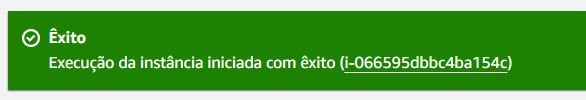 Êxito
Execução da instância iniciada com êxito (i-066595dbbc4ba154c)